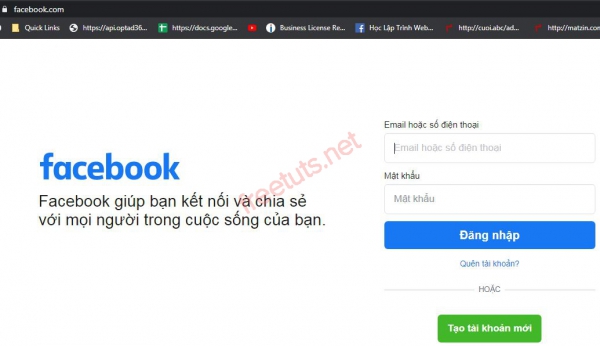 facebook.com
Quick Links
https://api.optad36...
https://docs.google...
Business License Re...
Học Lập Trình Web...
http://cuoi.abc/ad...
http://matzin.com
facebook
Facebook giúp bạn kết nối và chia sẻ
với mọi người trong cuộc sống của bạn.
freetuts.net
Email hoặc số điện thoại
Email hoặc số điện thoại
Mật khẩu
Mật khẩu
Đăng nhập
Quên tài khoản?
HOẶC
Tạo tài khoản mới